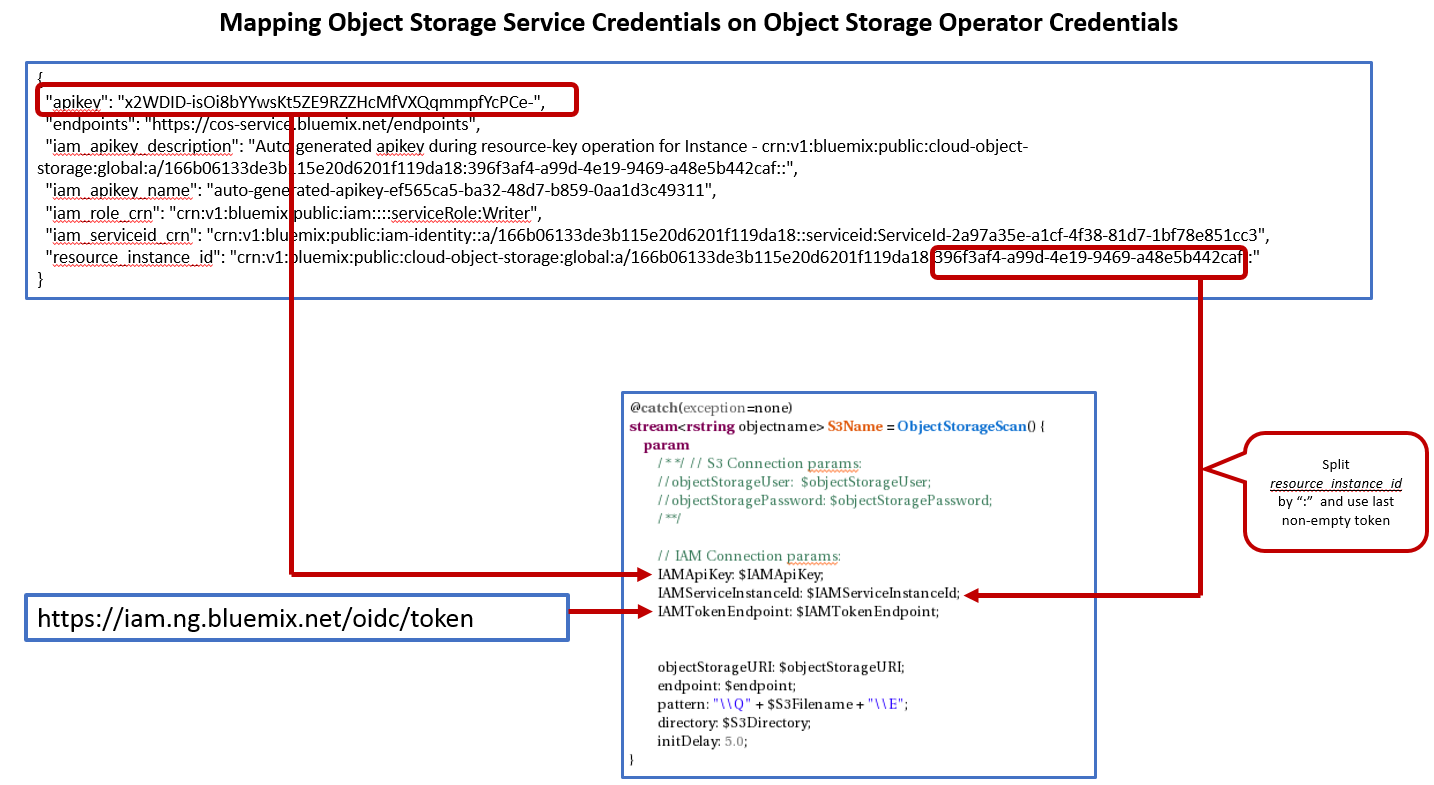 Mapping Object Storage Service Credentials on Object Storage Operator Credentials
{
"apikey": "x2WDID-isOi8bYYwsKt5ZE9RZZHcMfVXQqmmpfYcPCe-",
"endpoints": "https://cos-service.bluemix.net/endpoints",
"iam_apikey_description": "Auto generated apikey during resource-key operation for Instance - crn:v1:bluemix:public:cloud-object-
storage:global:a/166b06133de3b115e20d6201f119da18:396f3af4-a99d-4e19-9469-a48e5b442caf::",
"iam_apikey_name": "auto-generated-apikey-ef565ca5-ba32-48d7-b859-0aa1d3c49311",
"iam_role_crn": "crn:v1:bluemix:public:iam::::serviceRole:Writer",
"iam_serviceid_crn": "crn:v1:bluemix:public:iam-identity::a/166b06133de3b115e20d6201f119da18::serviceid:ServiceId-2a97a35e-a1cf-4f38-81d7-1bf78e851cc3",
"resource_instance_id": "crn:v1:bluemix:public:cloud-object-storage:global:a/166b06133de3b115e20d6201f119da18:396f3af4-a99d-4e19-9469-a48e5b442caf::"
}
@catch(exception=none)
stream<rstring objectname> S3Name = ObjectStorageScan() {
param
/**/ // S3 Connection params:
//objectStorageUser: $objectStorageUser;
//objectStoragePassword: $objectStoragePassword;
/**/
// IAM Connection params:
IAMApiKey: $IAMApiKey;
IAMServiceInstanceId: $IAMServiceInstanceId;
IAMTokenEndpoint: $IAMTokenEndpoint;
objectStorageURI: $objectStorageURI;
endpoint: $endpoint;
pattern: "\\Q" + $S3Filename + "\\E";
directory: $S3Directory;
initDelay: 5.0;
}
Split
resource_instance_id
by “:” and use last
non-empty token
https://iam.ng.bluemix.net/oidc/token